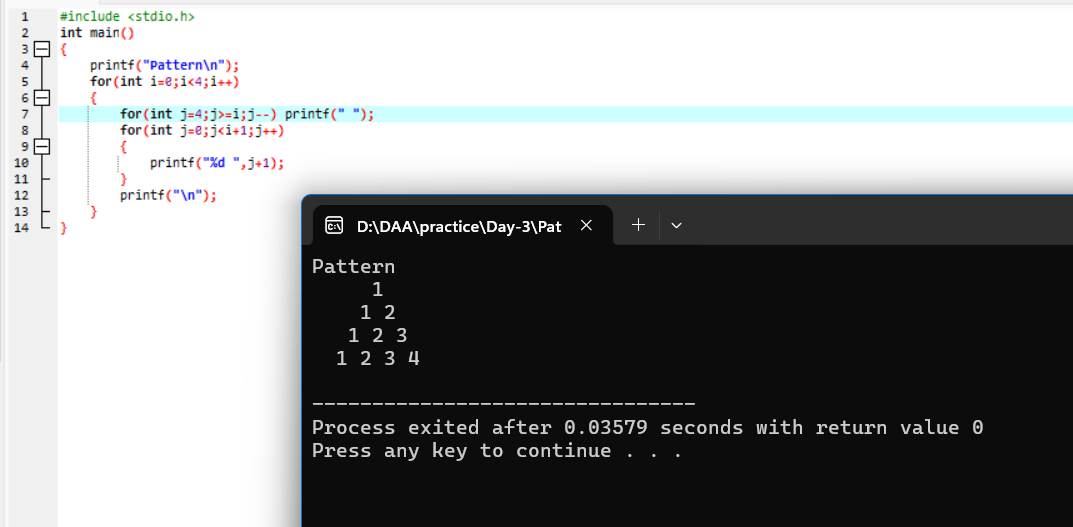 1 #include <stdio.h>
2 int main()
3 {
4 printf("Pattern\n");
5 for(int i=0;i<4;i++)
6 {
7 for(int j=4;j>=i;j--) printf(" ");
8 for(int j=0;j<i+1;j++)
9 {
10 printf("%d ",j+1);
11 }
12 printf("\n");
13 }
14 }
D:\DAA\practice\Day-3\Pat
Pattern
     1
    1 2
   1 2 3
  1 2 3 4
--------------------------------
Process exited after 0.03579 seconds with return value 0
Press any key to continue . . .